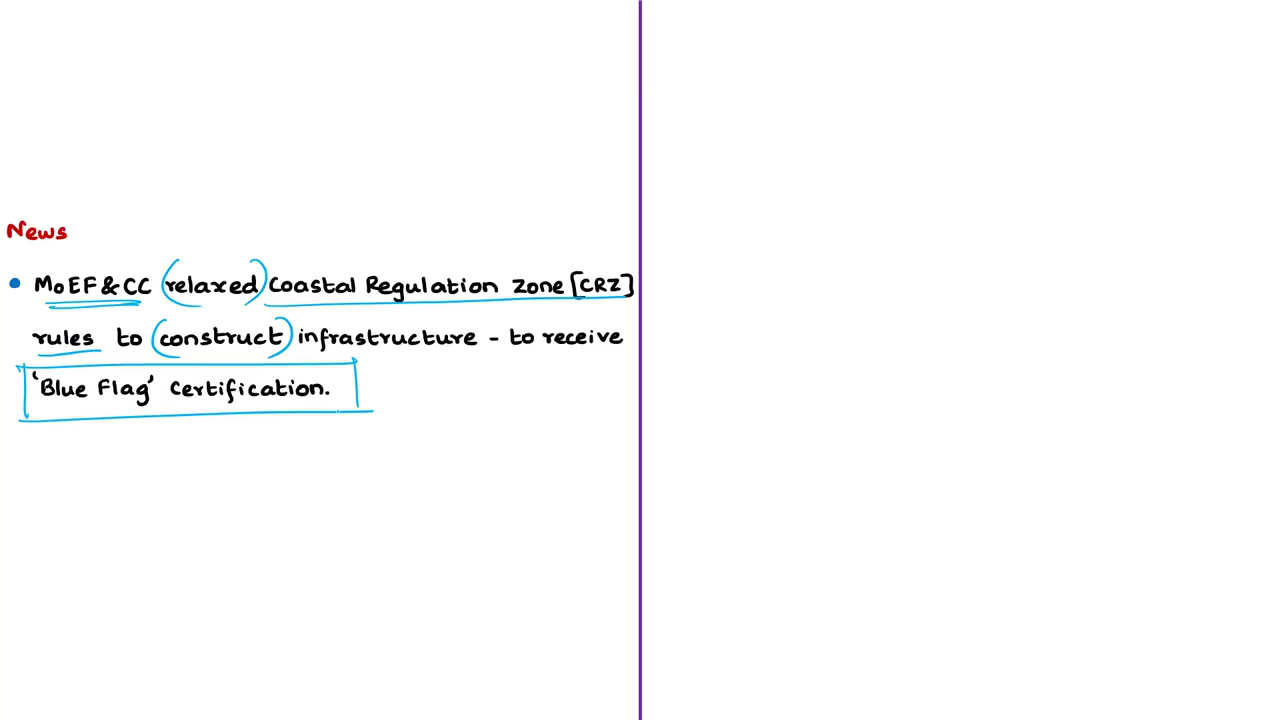 News
• MoEF&CC (relaxed) Coastal Regulation Zone [CRZ]
rules to (construct) infrastructure - to receive
'Blue Flag' Certification.